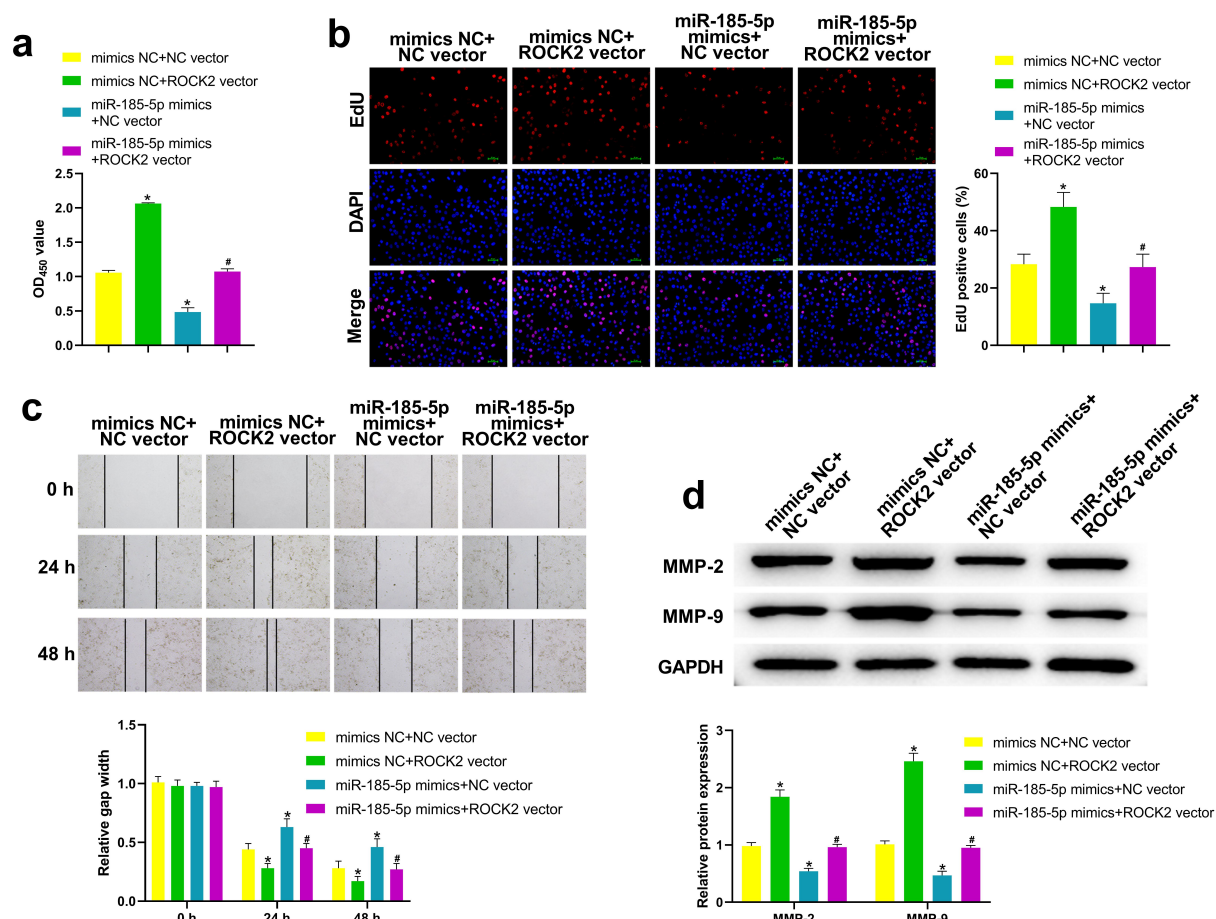 a
mimics NC+NC vector
mimics NC+ROCK2 vector
miR-185-5p mimics
+NC vector
miR-185-5p mimics
+ROCK2 vector
OD450 value
2.5
2.0
1.5
1.0
0.5
0.0
*
*
#
b
mimics NC+
NC vector
mimics NC+
ROCK2 vector
miR-185-5p
mimics+
NC vector
miR-185-5p
mimics+
ROCK2 vector
EdU
DAPI
Merge
mimics NC+NC vector
mimics NC+ROCK2 vector
miR-185-5p mimics
+NC vector
miR-185-5p mimics
+ROCK2 vector
EdU positive cells (%)
60
40
20
0
*
*
#
c
mimics NC+
NC vector
mimics NC+
ROCK2 vector
miR-185-5p
mimics+
NC vector
miR-185-5p
mimics+
ROCK2 vector
0 h
24 h
48 h
mimics NC+NC vector
mimics NC+ROCK2 vector
miR-185-5p mimics+NC vector
miR-185-5p mimics+ROCK2 vector
Relative gap width
1.5
1.0
0.5
0.0
*
*
#
*
*
#
0 h
24 h
48 h
d
mimics NC+
NC vector
mimics NC+
ROCK2 vector
miR-185-5p mimics+
NC vector
miR-185-5p mimics+
ROCK2 vector
MMP-2
MMP-9
GAPDH
mimics NC+NC vector
mimics NC+ROCK2 vector
miR-185-5p mimics+NC vector
miR-185-5p mimics+ROCK2 vector
Relative protein expression
3
2
1
0
*
*
#
*
*
#
MMP-2
MMP-9